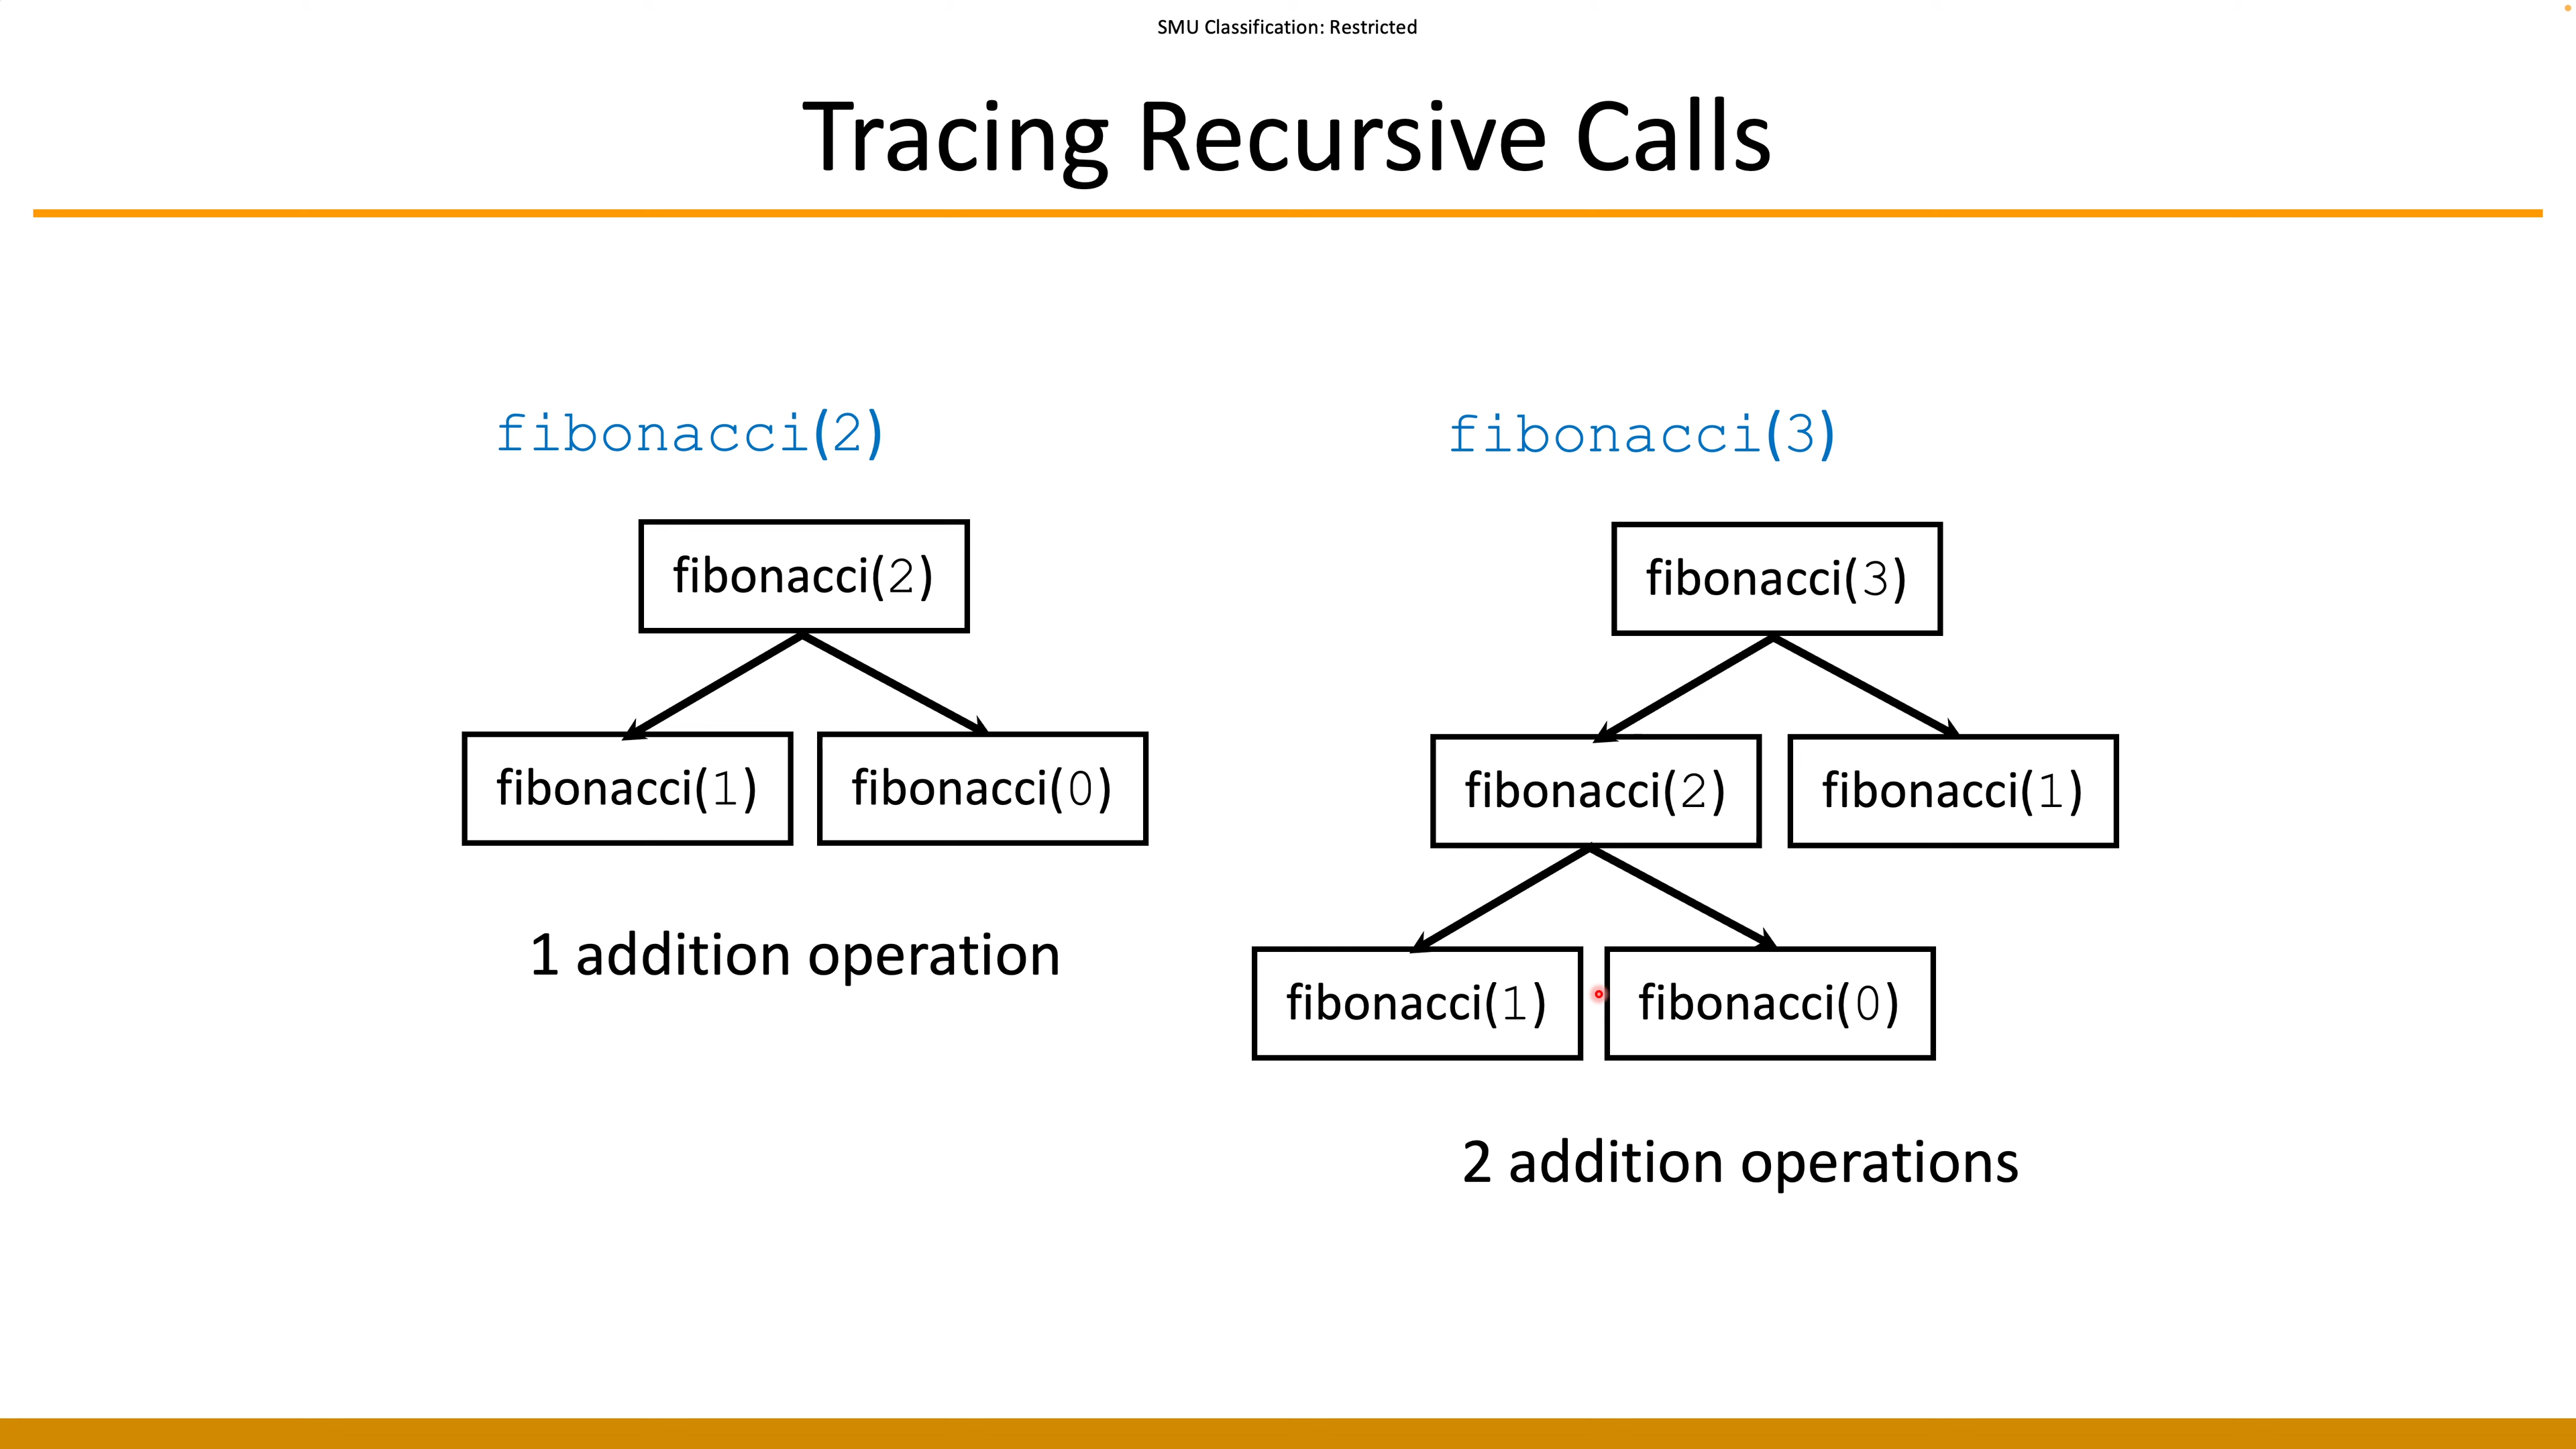 SMU Classification: Restricted
Tracing Recursive Calls
fibonacci(2)
fibonacci(2)
fibonacci(1)
fibonacci(0)
1 addition operation
fibonacci(3)
fibonacci(3)
fibonacci(2)
fibonacci(1)
fibonacci(1)
fibonacci(0)
2 addition operations